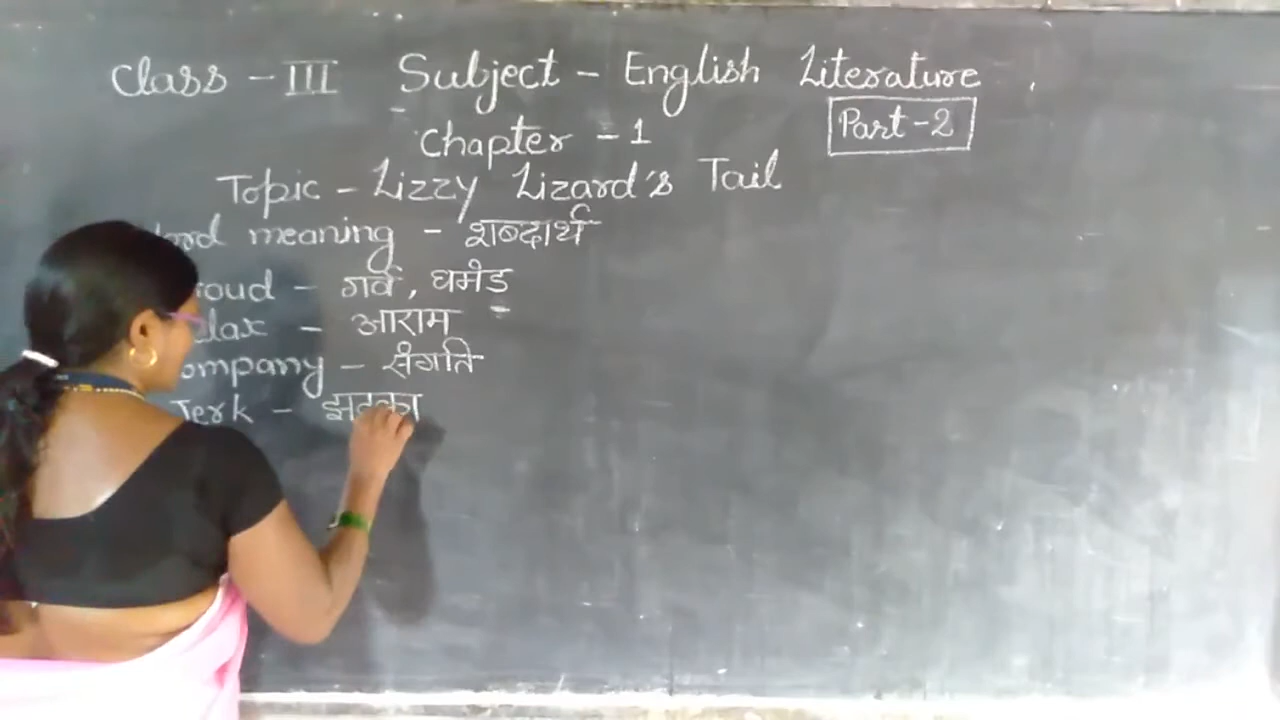 Class - III Subject - English Literature
Part-2
Chapter - 1
Topic - Lizzy Lizard's Tail
meaning - शब्दार्थ
- गर्व, घमंड
- आराम
- संगति
Jerk - झटका